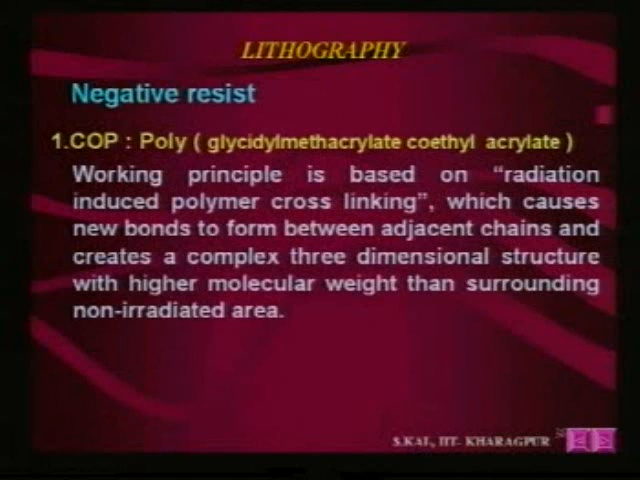 LITHOGRAPHY
Negative resist
1.COP : Poly ( glycidylmethacrylate coethyl acrylate )
Working principle is based on “radiation
induced polymer cross linking”, which causes
new bonds to form between adjacent chains and
creates a complex three dimensional structure
with higher molecular weight than surrounding
non-irradiated area.
S.KAL, IIT- KHARAGPUR